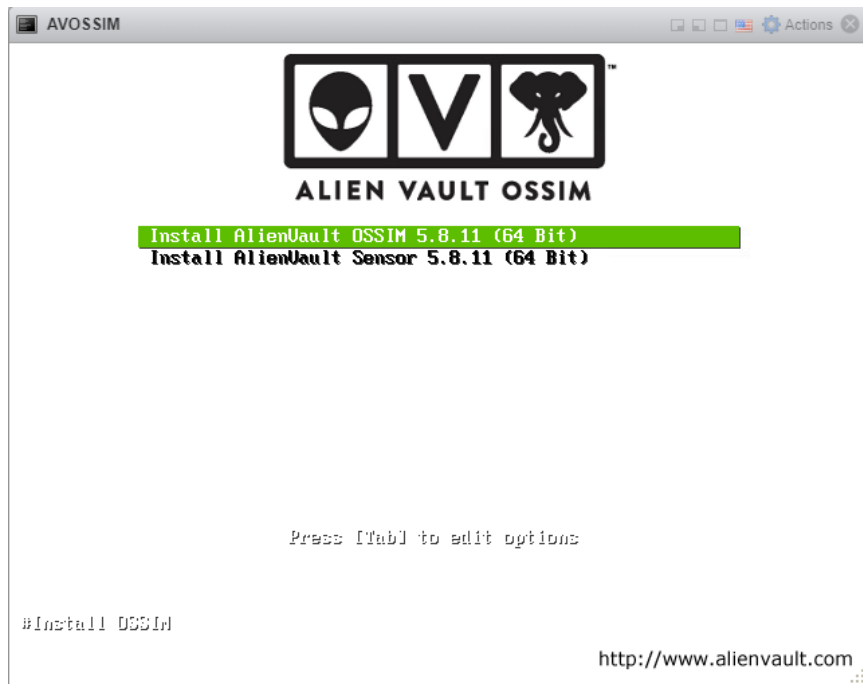 AVOSSIM
Actions
TM
ALIEN VAULT OSSIM
Install AlienVault OSSIM 5.8.11 (64 Bit)
Install AlienVault Sensor 5.8.11 (64 Bit)
Press [Tab] to edit options
#Install OSSIM
http://www.alienvault.com